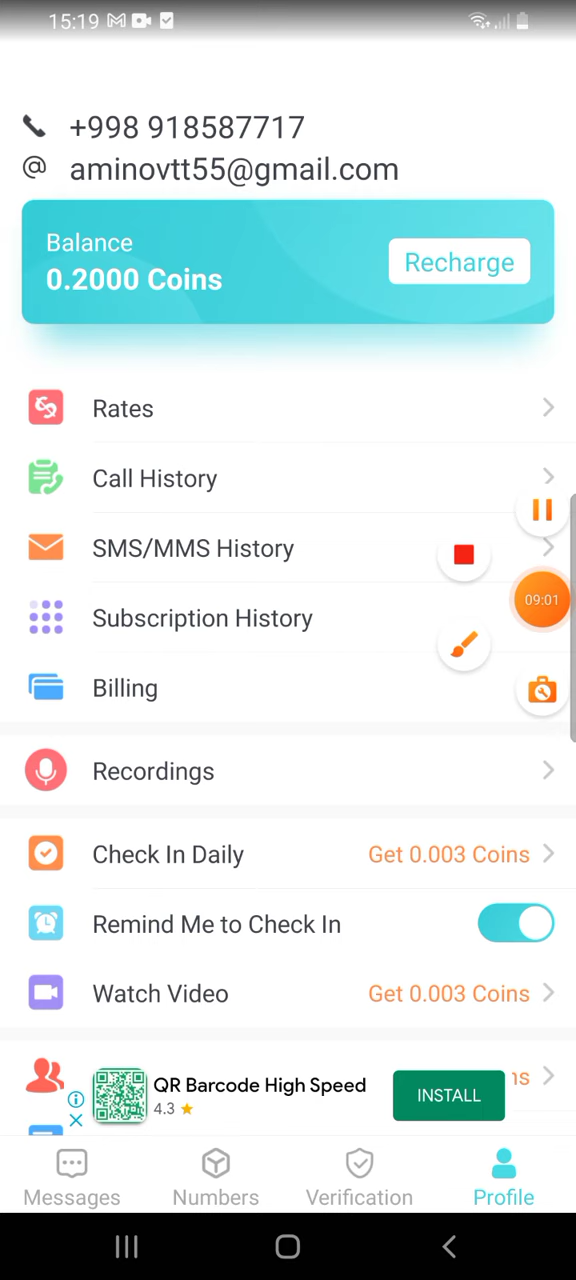 15:19
+998 918587717
@ aminovtt55@gmail.com
Balance
0.2000 Coins
Recharge
Rates
Call History
SMS/MMS History
Subscription History
09:01
Billing
Recordings
Check In Daily Get 0.003 Coins
Remind Me to Check In
Watch Video Get 0.003 Coins
QR Barcode High Speed
4.3 ★
INSTALL
ns
Messages Numbers Verification Profile